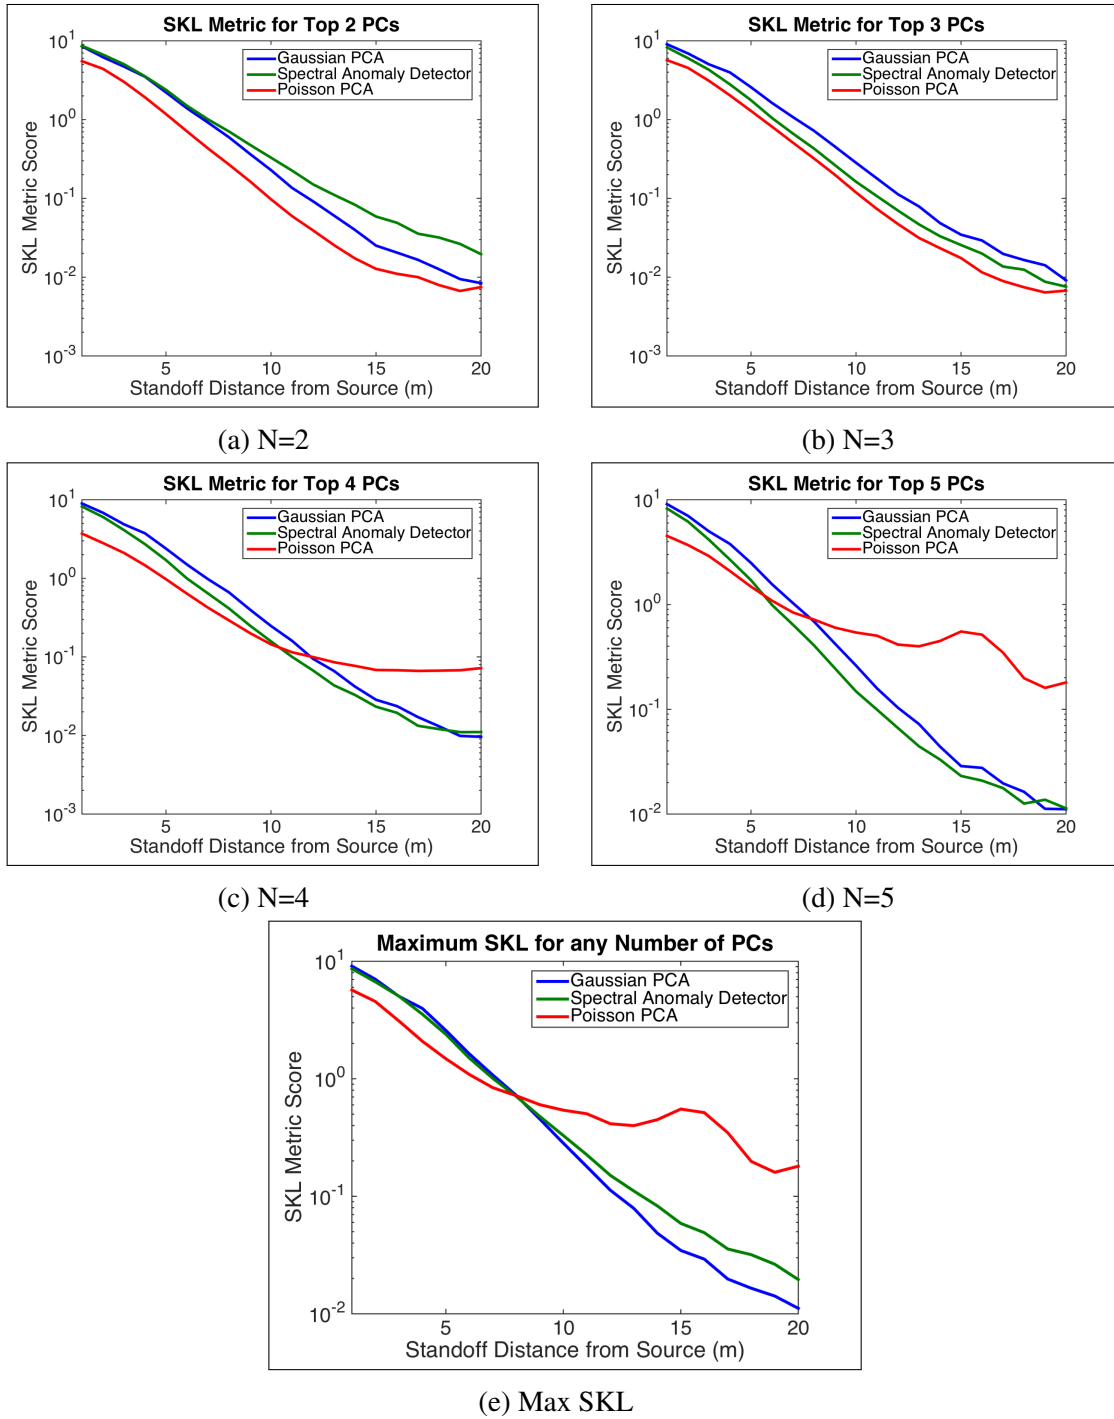 SKL Metric for Top 2 PCs
Gaussian PCA
Spectral Anomaly Detector
Poisson PCA
SKL Metric Score
10^1
10^0
10^-1
10^-2
10^-3
5 10 15 20
Standoff Distance from Source (m)
(a) N=2
SKL Metric for Top 3 PCs
Gaussian PCA
Spectral Anomaly Detector
Poisson PCA
SKL Metric Score
10^1
10^0
10^-1
10^-2
10^-3
5 10 15 20
Standoff Distance from Source (m)
(b) N=3
SKL Metric for Top 4 PCs
Gaussian PCA
Spectral Anomaly Detector
Poisson PCA
SKL Metric Score
10^1
10^0
10^-1
10^-2
10^-3
5 10 15 20
Standoff Distance from Source (m)
(c) N=4
SKL Metric for Top 5 PCs
Gaussian PCA
Spectral Anomaly Detector
Poisson PCA
SKL Metric Score
10^1
10^0
10^-1
10^-2
5 10 15 20
Standoff Distance from Source (m)
(d) N=5
Maximum SKL for any Number of PCs
Gaussian PCA
Spectral Anomaly Detector
Poisson PCA
SKL Metric Score
10^1
10^0
10^-1
10^-2
5 10 15 20
Standoff Distance from Source (m)
(e) Max SKL